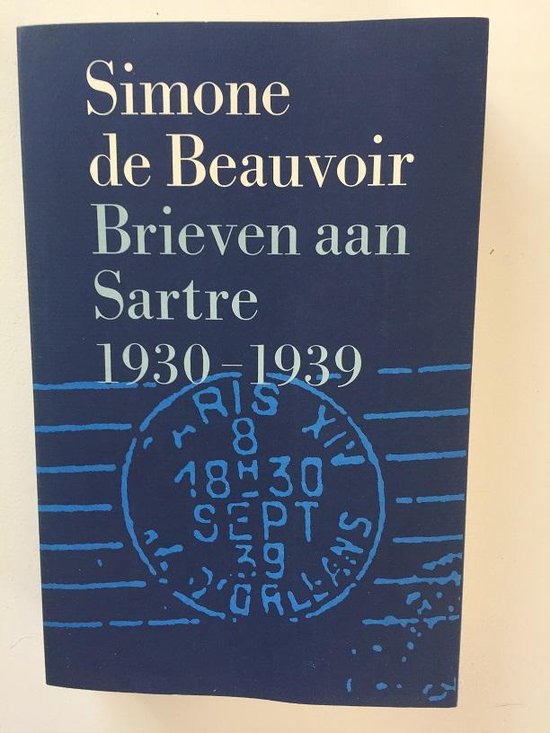 Simone
de Beauvoir
Brieven aan
Sartre
1930–1939
RIS XIV
8
18H30
SEPT
39
D'ORLEANS